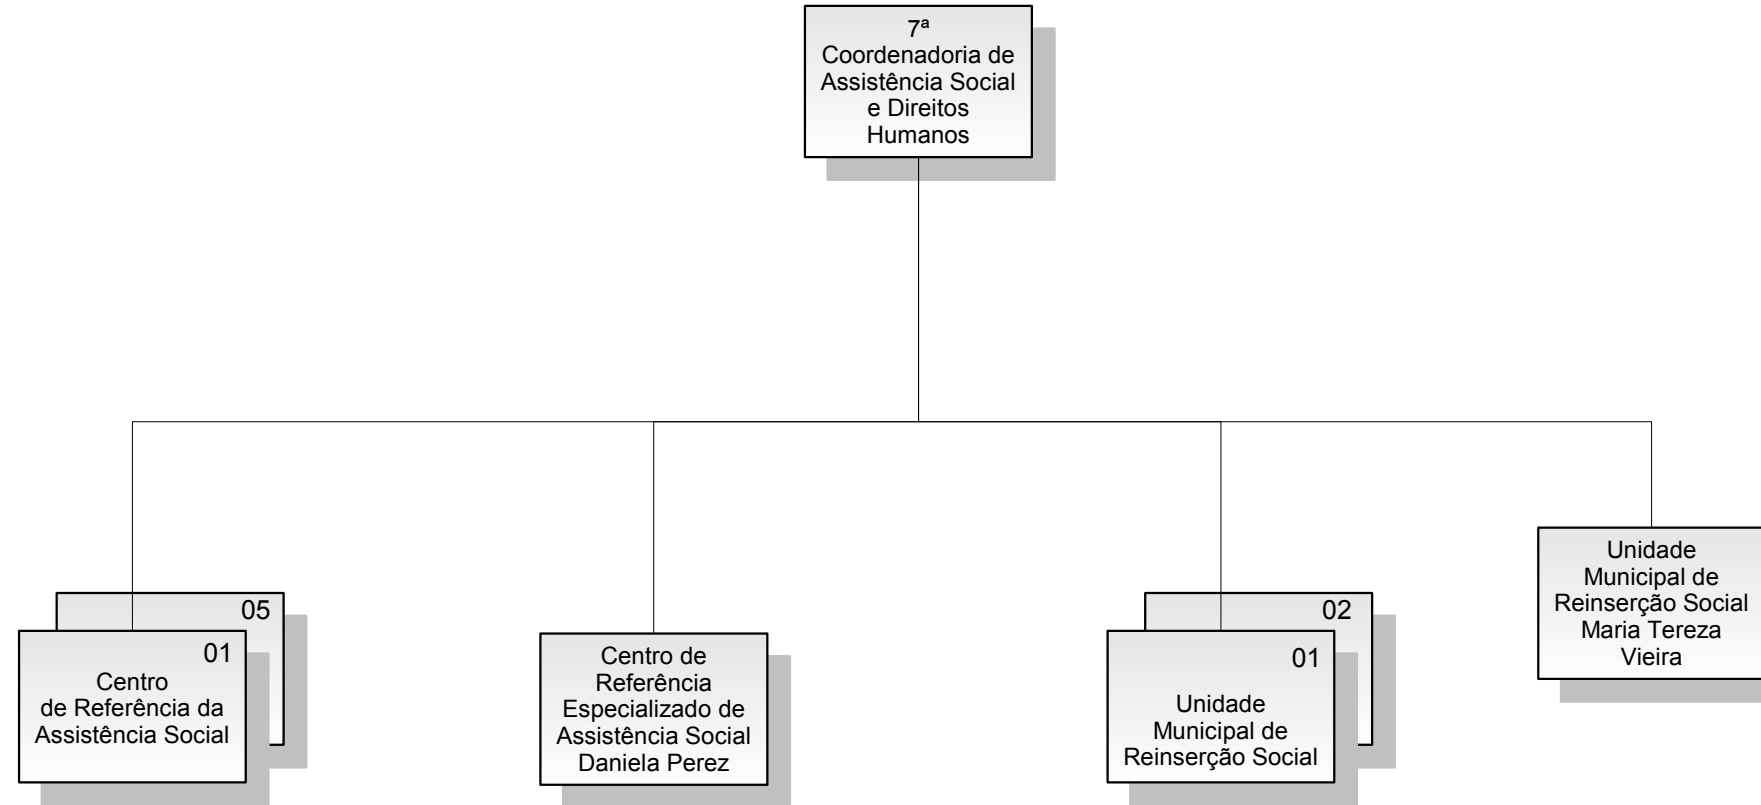 7ª
Coordenadoria de
Assistência Social
e Direitos
Humanos
05
01
Centro
de Referência da
Assistência Social
Centro de
Referência
Especializado de
Assistência Social
Daniela Perez
02
01
Unidade
Municipal de
Reinserção Social
Unidade
Municipal de
Reinserção Social
Maria Tereza
Vieira